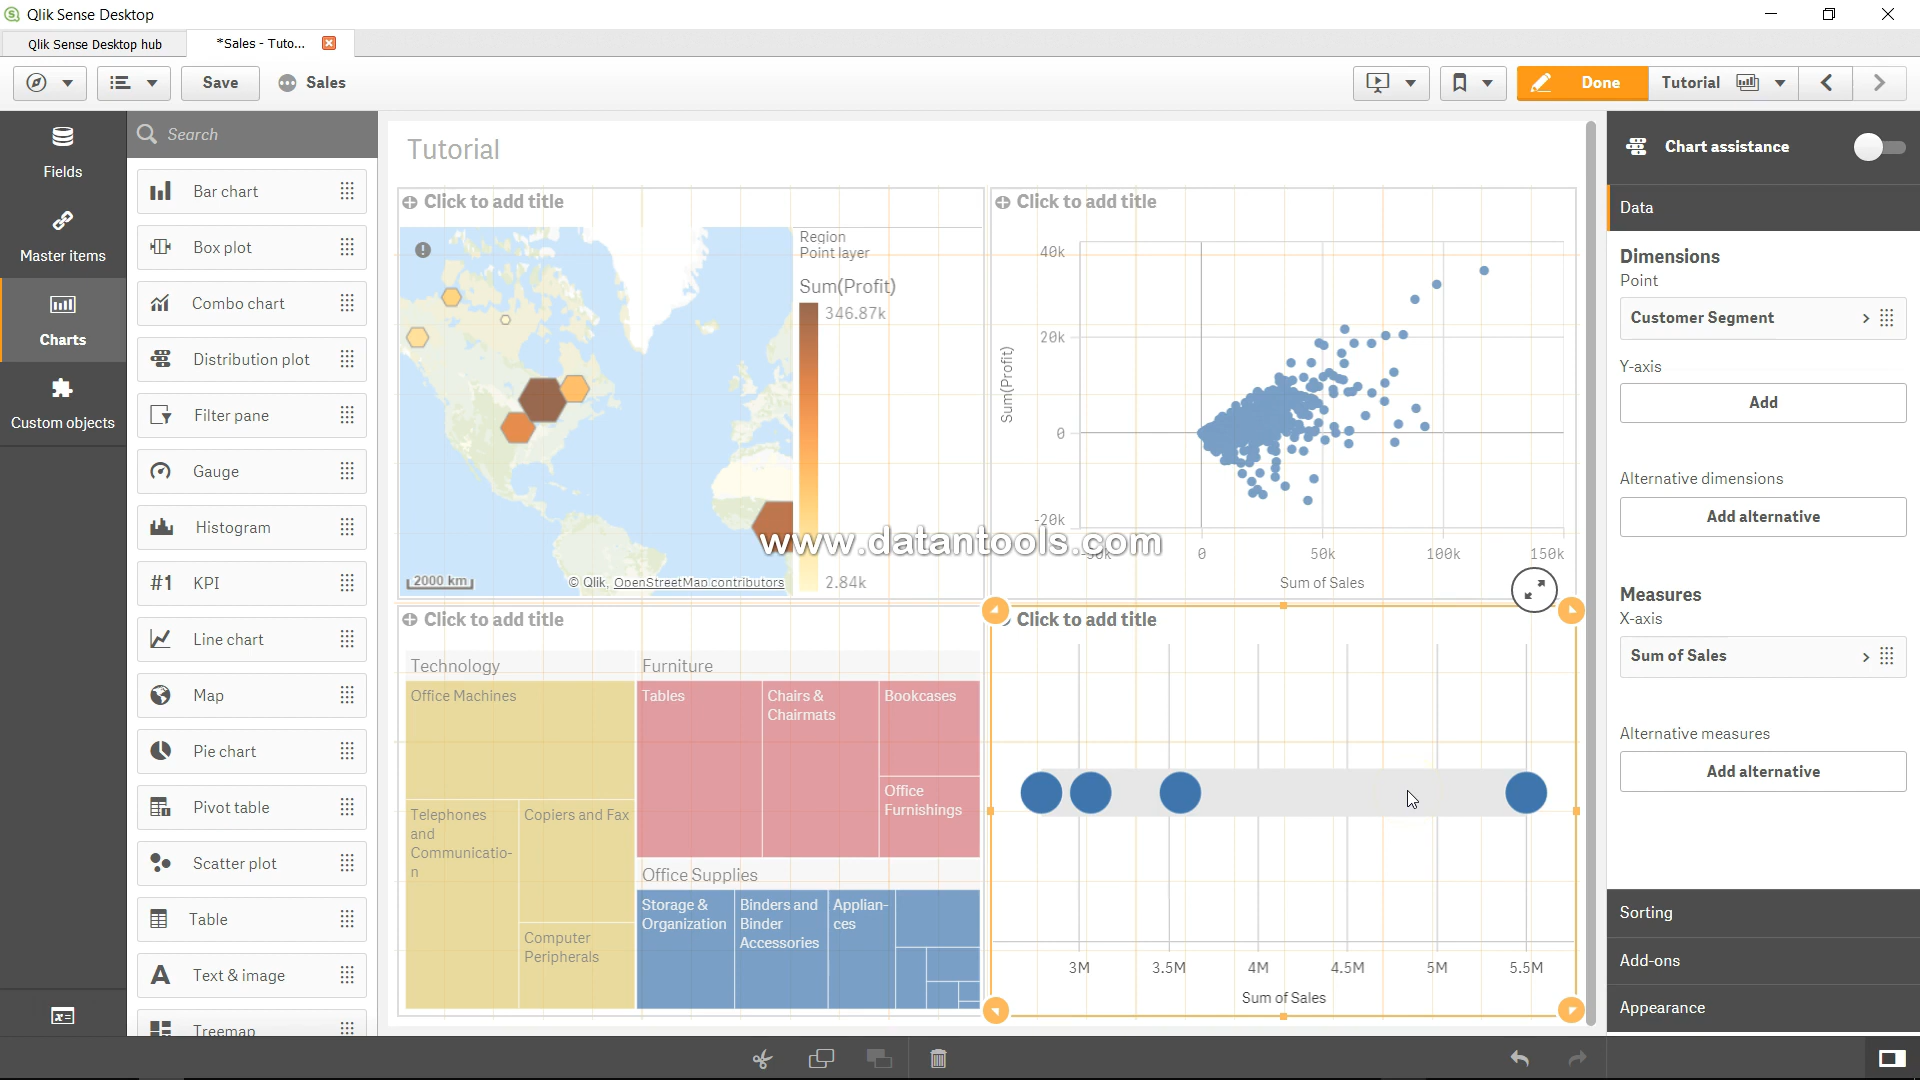 Qlik Sense Desktop
Qlik Sense Desktop hub
*Sales - Tuto...
Save
Sales
Done
Tutorial
Fields
Master items
Charts
Custom objects
Search
Bar chart
Box plot
Combo chart
Distribution plot
Filter pane
Gauge
Histogram
#1 KPI
Line chart
Map
Pie chart
Pivot table
Scatter plot
Table
A Text & image
Treemap
Tutorial
Click to add title
Region
Point layer
Sum(Profit)
346.87k
2.84k
2000 km
© Qlik, OpenStreetMap contributors
Click to add title
40k
20k
0
-20k
Sum(Profit)
-50k
0
50k
100k
150k
Sum of Sales
www.datantools.com
Click to add title
Technology
Office Machines
Telephones
and
Communicatio-
n
Copiers and Fax
Computer
Peripherals
Furniture
Tables
Chairs &
Chairmats
Bookcases
Office
Furnishings
Office Supplies
Storage &
Organization
Binders and
Binder
Accessories
Applian-
ces
Click to add title
3M
3.5M
4M
4.5M
5M
5.5M
Sum of Sales
Chart assistance
Data
Dimensions
Point
Customer Segment
Y-axis
Add
Alternative dimensions
Add alternative
Measures
X-axis
Sum of Sales
Alternative measures
Add alternative
Sorting
Add-ons
Appearance